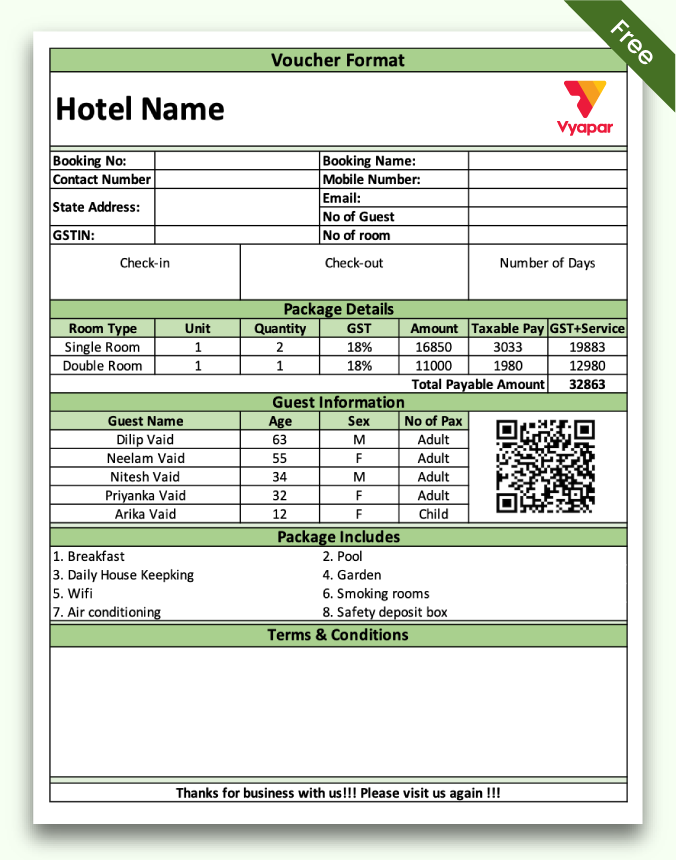 Free
Voucher Format
Hotel Name
Vyapar
Booking No: Booking Name:
Contact Number Mobile Number:
State Address: Email:
No of Guest
GSTIN: No of room
Check-in Check-out Number of Days
Package Details
Room Type Unit Quantity GST Amount Taxable Pay GST+Service
Single Room 1 2 18% 16850 3033 19883
Double Room 1 1 18% 11000 1980 12980
Total Payable Amount 32863
Guest Information
Guest Name Age Sex No of Pax
Dilip Vaid 63 M Adult
Neelam Vaid 55 F Adult
Nitesh Vaid 34 M Adult
Priyanka Vaid 32 F Adult
Arika Vaid 12 F Child
Package Includes
1. Breakfast 2. Pool
3. Daily House Keepking 4. Garden
5. Wifi 6. Smoking rooms
7. Air conditioning 8. Safety deposit box
Terms & Conditions
Thanks for business with us!!! Please visit us again !!!